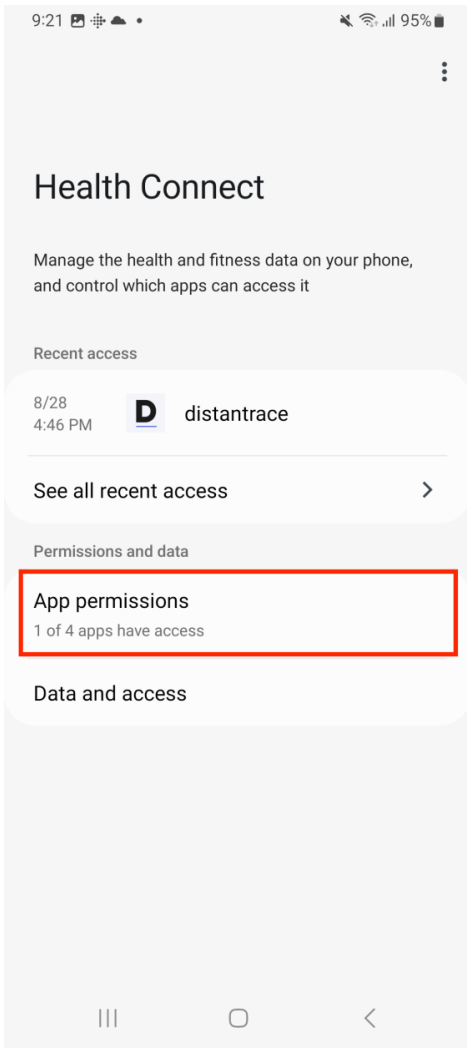 9:21
95%
Health Connect
Manage the health and fitness data on your phone,
and control which apps can access it
Recent access
8/28
4:46 PM
D
distantrace
See all recent access
Permissions and data
App permissions
1 of 4 apps have access
Data and access